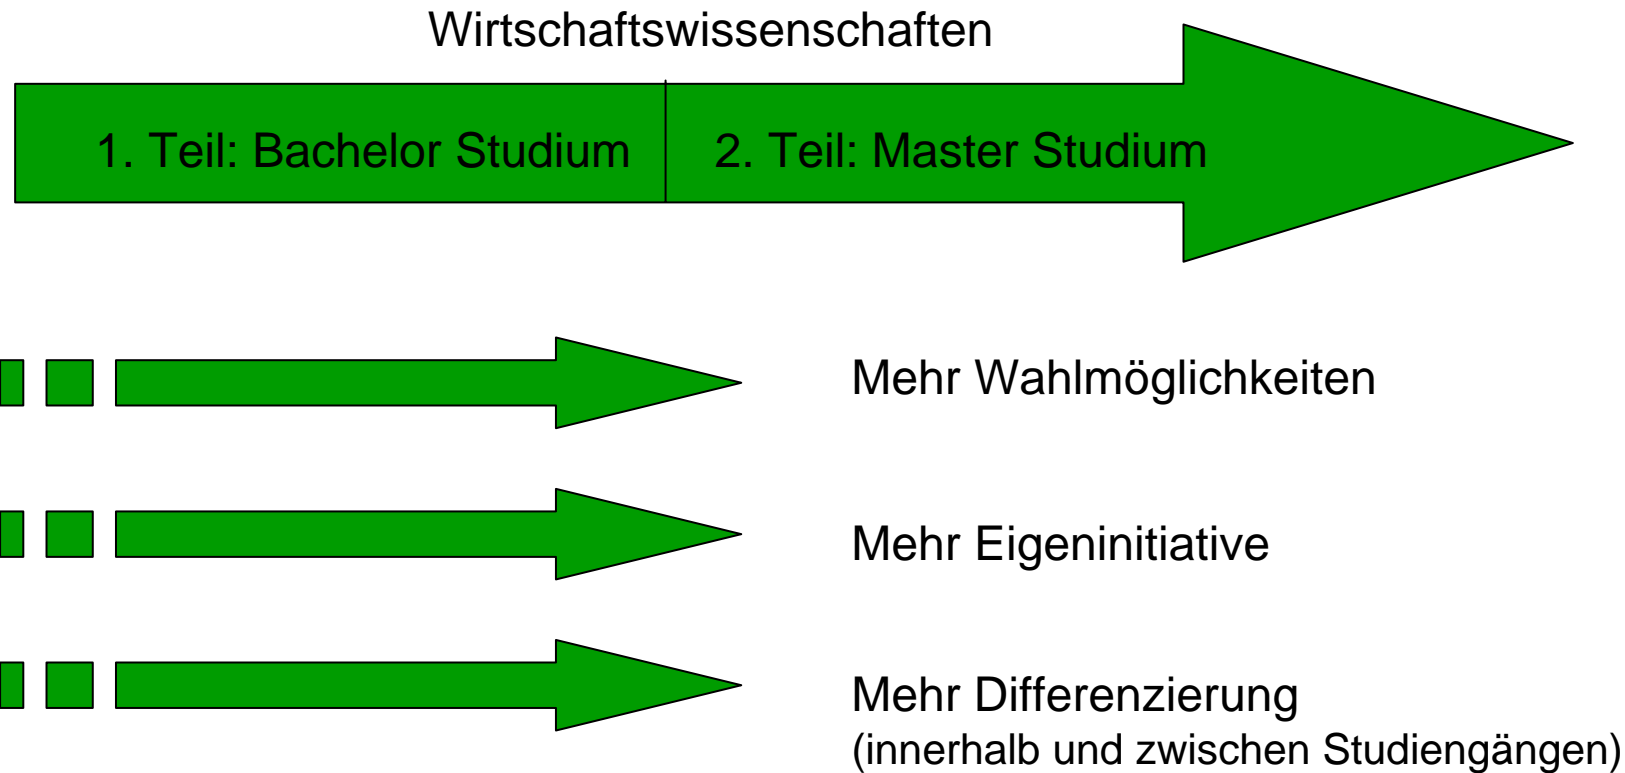 Wirtschaftswissenschaften
1. Teil: Bachelor Studium
2. Teil: Master Studium
Mehr Wahlmöglichkeiten
Mehr Eigeninitiative
Mehr Differenzierung
(innerhalb und zwischen Studiengängen)